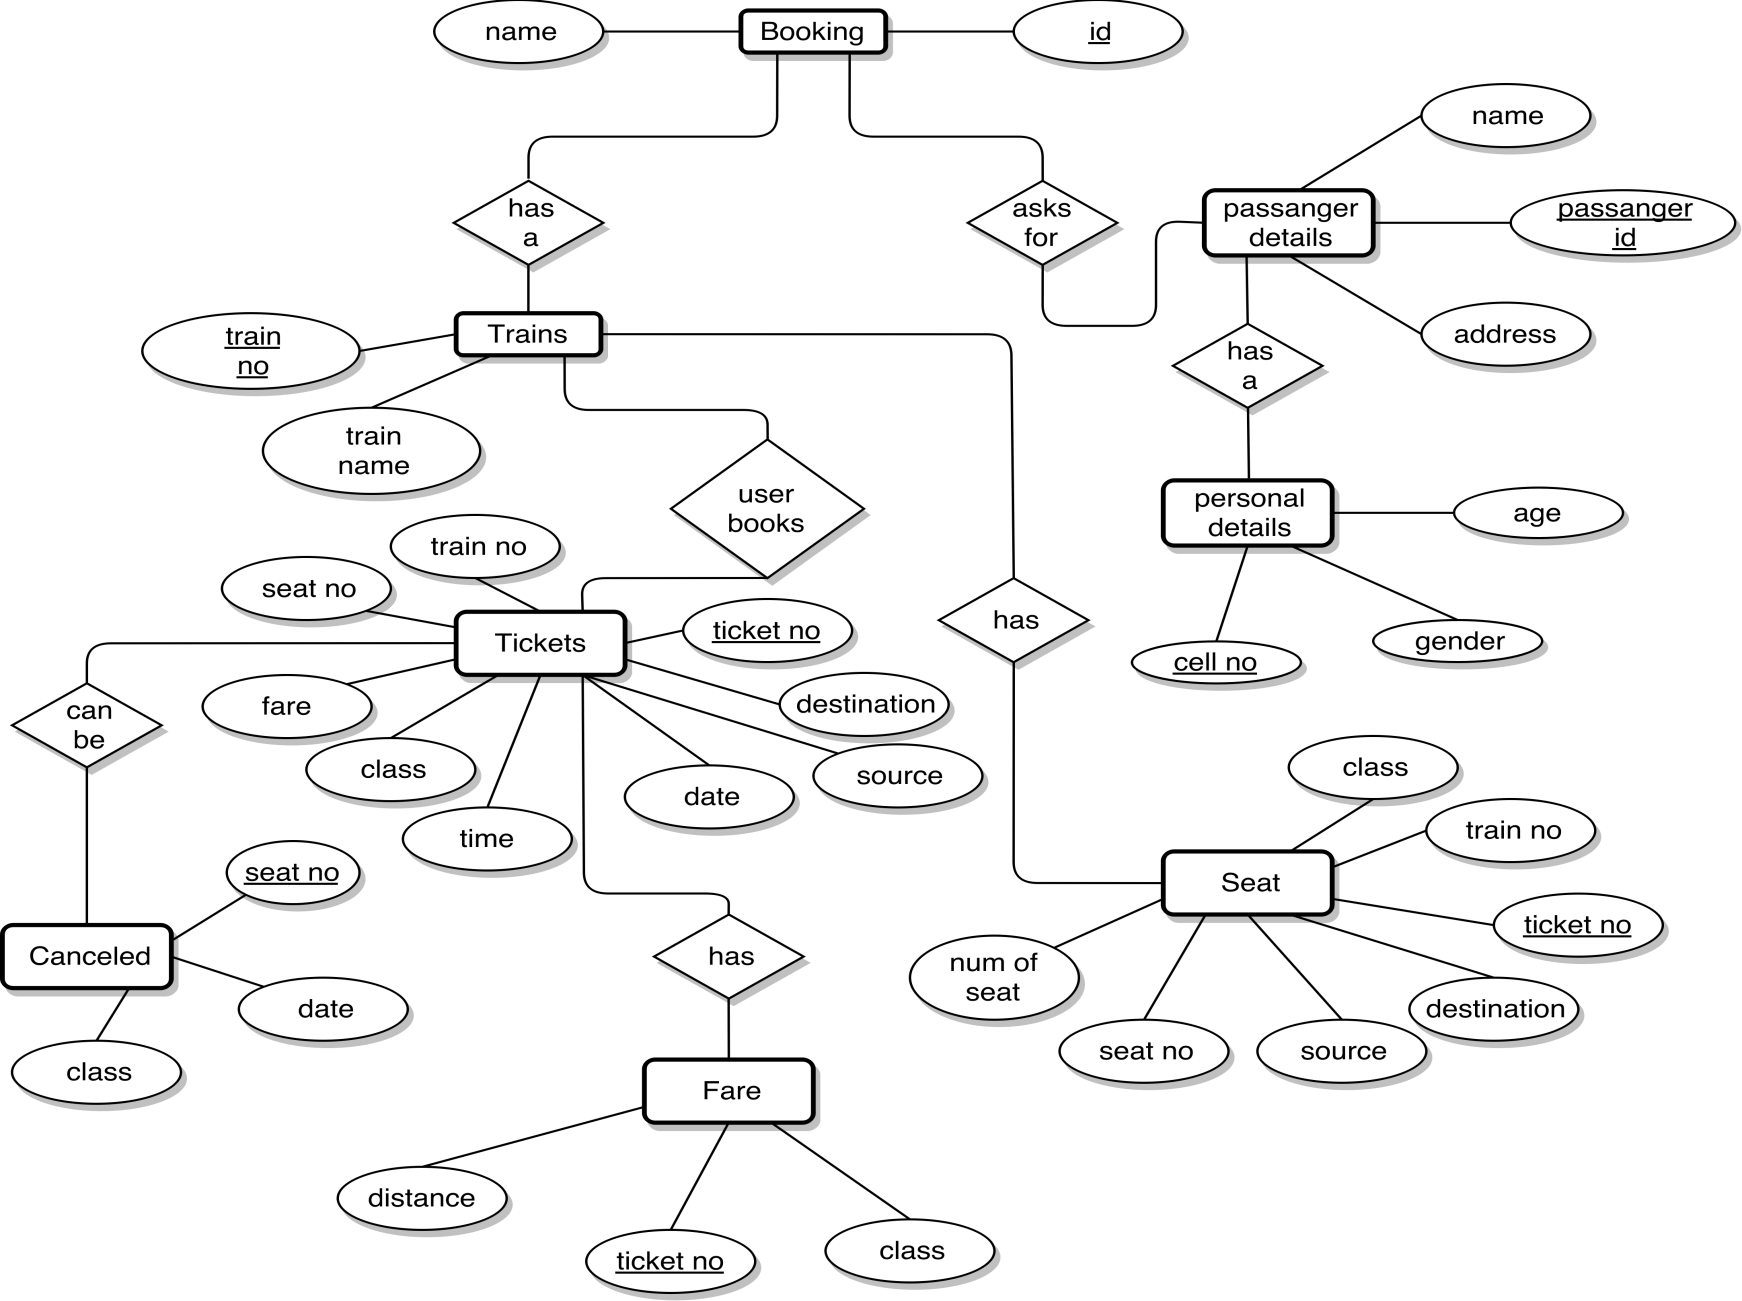 name
Booking
id
name
has
a
asks
for
passanger
details
passanger
id
train
no
Trains
address
has
a
train
name
user
books
personal
details
age
train no
seat no
Tickets
ticket no
has
gender
cell no
can
be
fare
destination
class
date
source
time
class
train no
seat no
Seat
ticket no
Canceled
has
num of
seat
date
destination
class
seat no
source
Fare
distance
ticket no
class